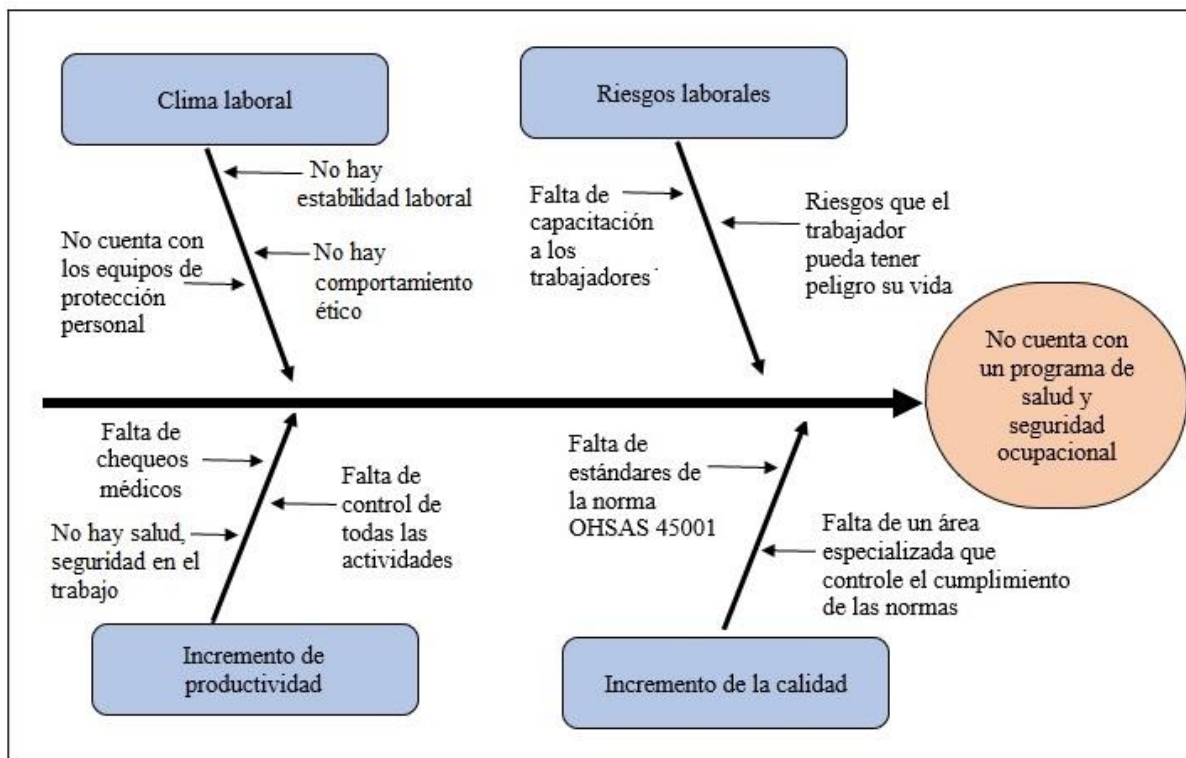 Clima laboral
No hay
estabilidad laboral
No cuenta con
los equipos de
protección
personal
No hay
comportamiento
ético
Riesgos laborales
Falta de
capacitación
a los
trabajadores
Riesgos que el
trabajador
pueda tener
peligro su vida
No cuenta con
un programa de
salud y
seguridad
ocupacional
Falta de
chequeos
médicos
No hay salud,
seguridad en el
trabajo
Falta de
control de
todas las
actividades
Incremento de
productividad
Falta de
estándares de
la norma
OHSAS 45001
Falta de un área
especializada que
controle el cumplimiento
de las normas
Incremento de la calidad